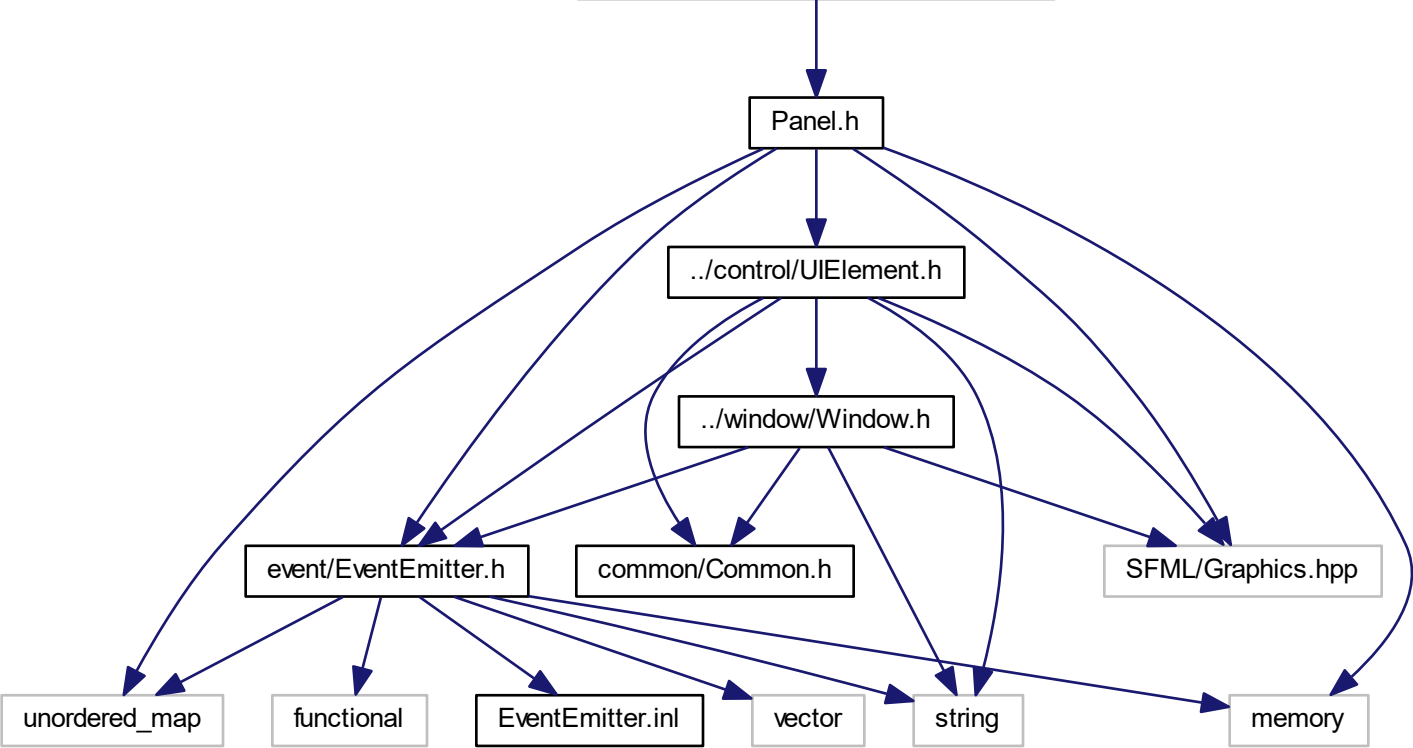 Panel.h
../control/UIElement.h
../window/Window.h
event/EventEmitter.h
common/Common.h
SFML/Graphics.hpp
unordered_map
functional
EventEmitter.inl
vector
string
memory